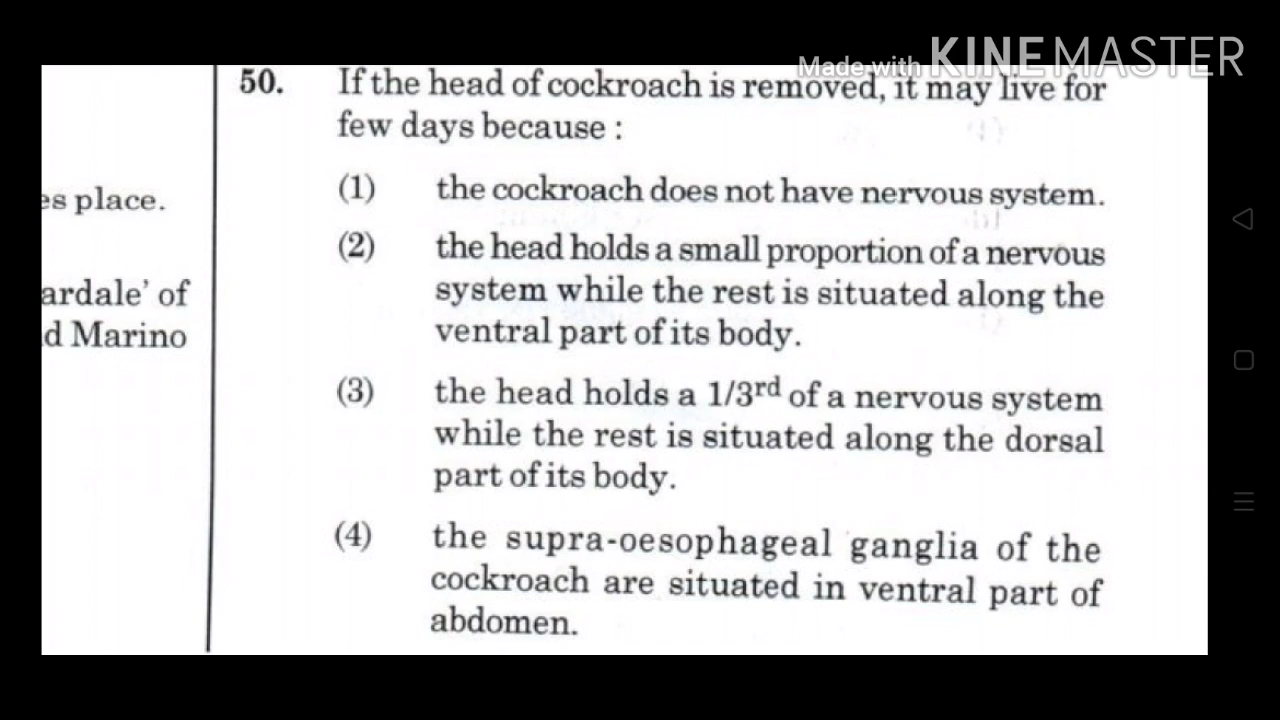 Made with KINEMASTER
50. If the head of cockroach is removed, it may live for
few days because :
(1) the cockroach does not have nervous system.
es place.
(2) the head holds a small proportion of a nervous
system while the rest is situated along the
ventral part of its body.
ardale' of
d Marino
(3) the head holds a 1/3rd of a nervous system
while the rest is situated along the dorsal
part of its body.
(4) the supra-oesophageal ganglia of the
cockroach are situated in ventral part of
abdomen.